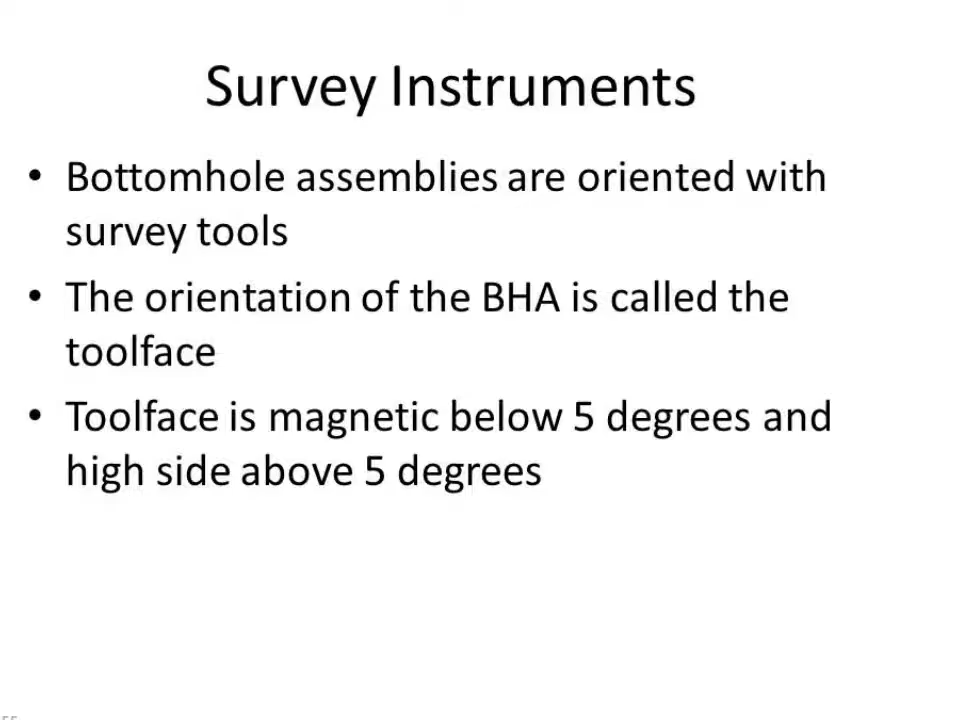 Survey Instruments
• Bottomhole assemblies are oriented with
survey tools
• The orientation of the BHA is called the
toolface
• Toolface is magnetic below 5 degrees and
high side above 5 degrees